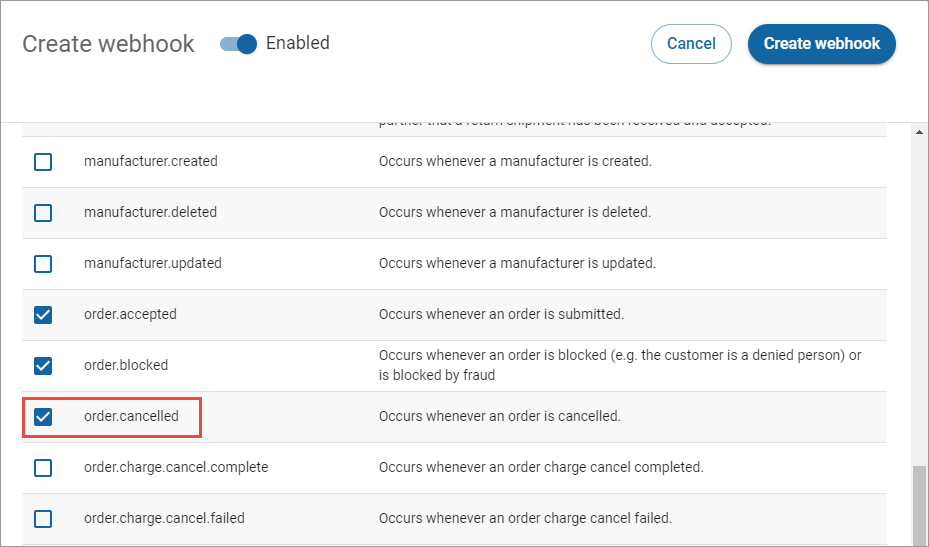 Create webhook Enabled Cancel Create webhook
partner that a return shipment has been received and accepted.
manufacturer.created Occurs whenever a manufacturer is created.
manufacturer.deleted Occurs whenever a manufacturer is deleted.
manufacturer.updated Occurs whenever a manufacturer is updated.
order.accepted Occurs whenever an order is submitted.
order.blocked Occurs whenever an order is blocked (e.g. the customer is a denied person) or
is blocked by fraud
order.cancelled Occurs whenever an order is cancelled.
order.charge.cancel.complete Occurs whenever an order charge cancel completed.
order.charge.cancel.failed Occurs whenever an order charge cancel failed.